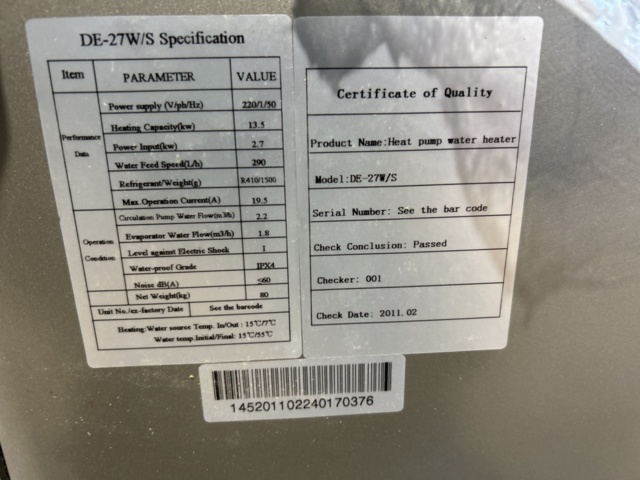 DE-27W/S Specification
Item PARAMETER VALUE
Performance Data
Power supply (V/ph/Hz) 220/1/50
Heating Capacity(kw) 13.5
Power Input(kw) 2.7
Water Feed Speed(L/h) 290
Refrigerant/Weight(g) R410/1500
Max.Operation Current(A) 19.5
Operation Condition
Circulation Pump Water Flow(m3/h) 2.2
Evaporator Water Flow(m3/h) 1.8
Level against Electric Shock 1
Water-proof Grade IPX4
Noise dB(A) ≤60
Net Weight(kg) 80
Unit No./ex-factory Date See the barcode
Heating:Water source Temp. In/Out : 15℃/7℃
Water temp.Initial/Final: 15℃/55℃
Certificate of Quality
Product Name:Heat pump water heater
Model:DE-27W/S
Serial Number: See the bar code
Check Conclusion: Passed
Checker: 001
Check Date: 2011.02
145201102240170376